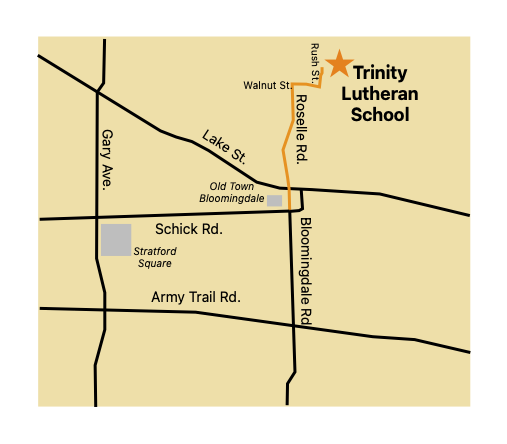 Rush St.
Trinity
Lutheran
School
Walnut St.
Roselle Rd.
Gary Ave.
Lake St.
Old Town
Bloomingdale
Schick Rd.
Bloomingdale Rd
Stratford
Square
Army Trail Rd.